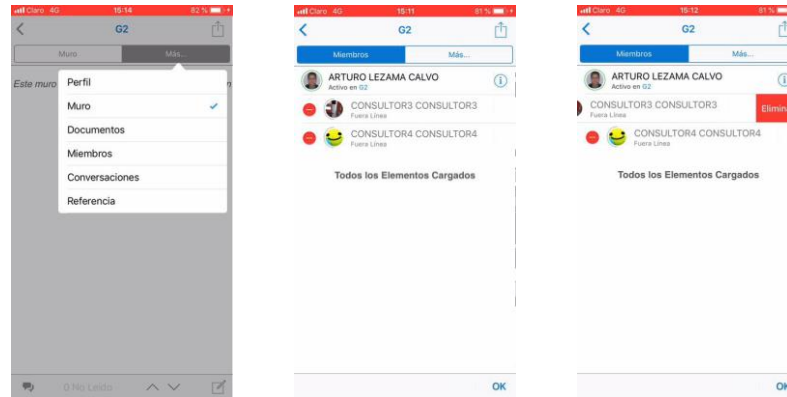 Claro 4G 15:14 82 %
G2
Muro Más...
Este muro
Perfil
Muro
Documentos
Miembros
Conversaciones
Referencia
0 No Leído
Claro 4G 15:11 81 %
G2
Miembros Más...
ARTURO LEZAMA CALVO
Activo en G2
CONSULTOR3 CONSULTOR3
Fuera Línea
CONSULTOR4 CONSULTOR4
Fuera Línea
Todos los Elementos Cargados
OK
Claro 4G 15:12 81 %
G2
Miembros Más...
ARTURO LEZAMA CALVO
Activo en G2
CONSULTOR3 CONSULTOR3
Fuera Línea
Elimin
CONSULTOR4 CONSULTOR4
Fuera Línea
Todos los Elementos Cargados
OK